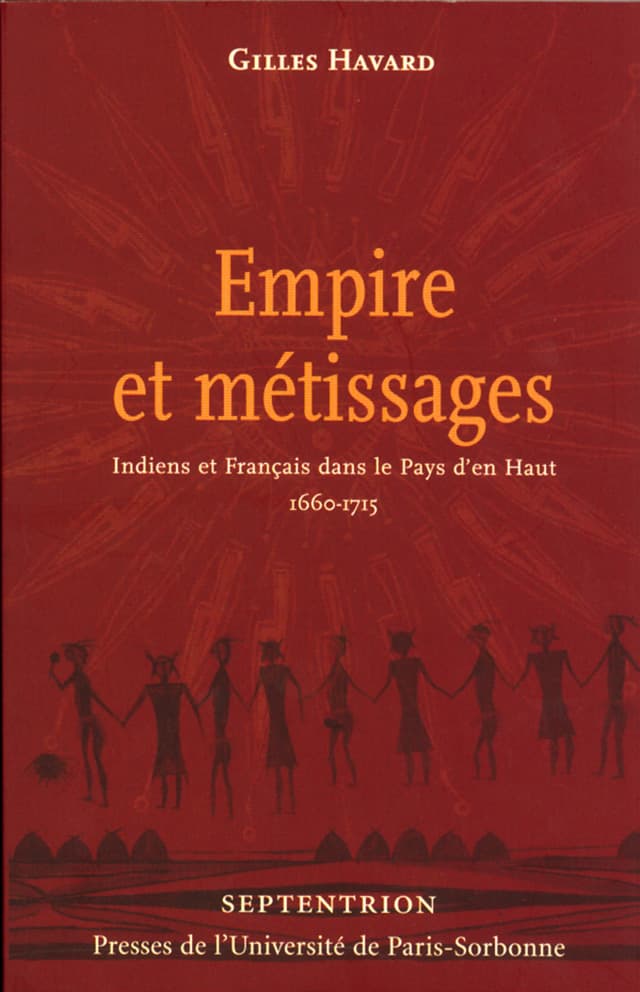 GILLES HAVARD
Empire
et métissages
Indiens et Français dans le Pays d'en Haut
1660-1715
SEPTENTRION
Presses de l'Université de Paris-Sorbonne